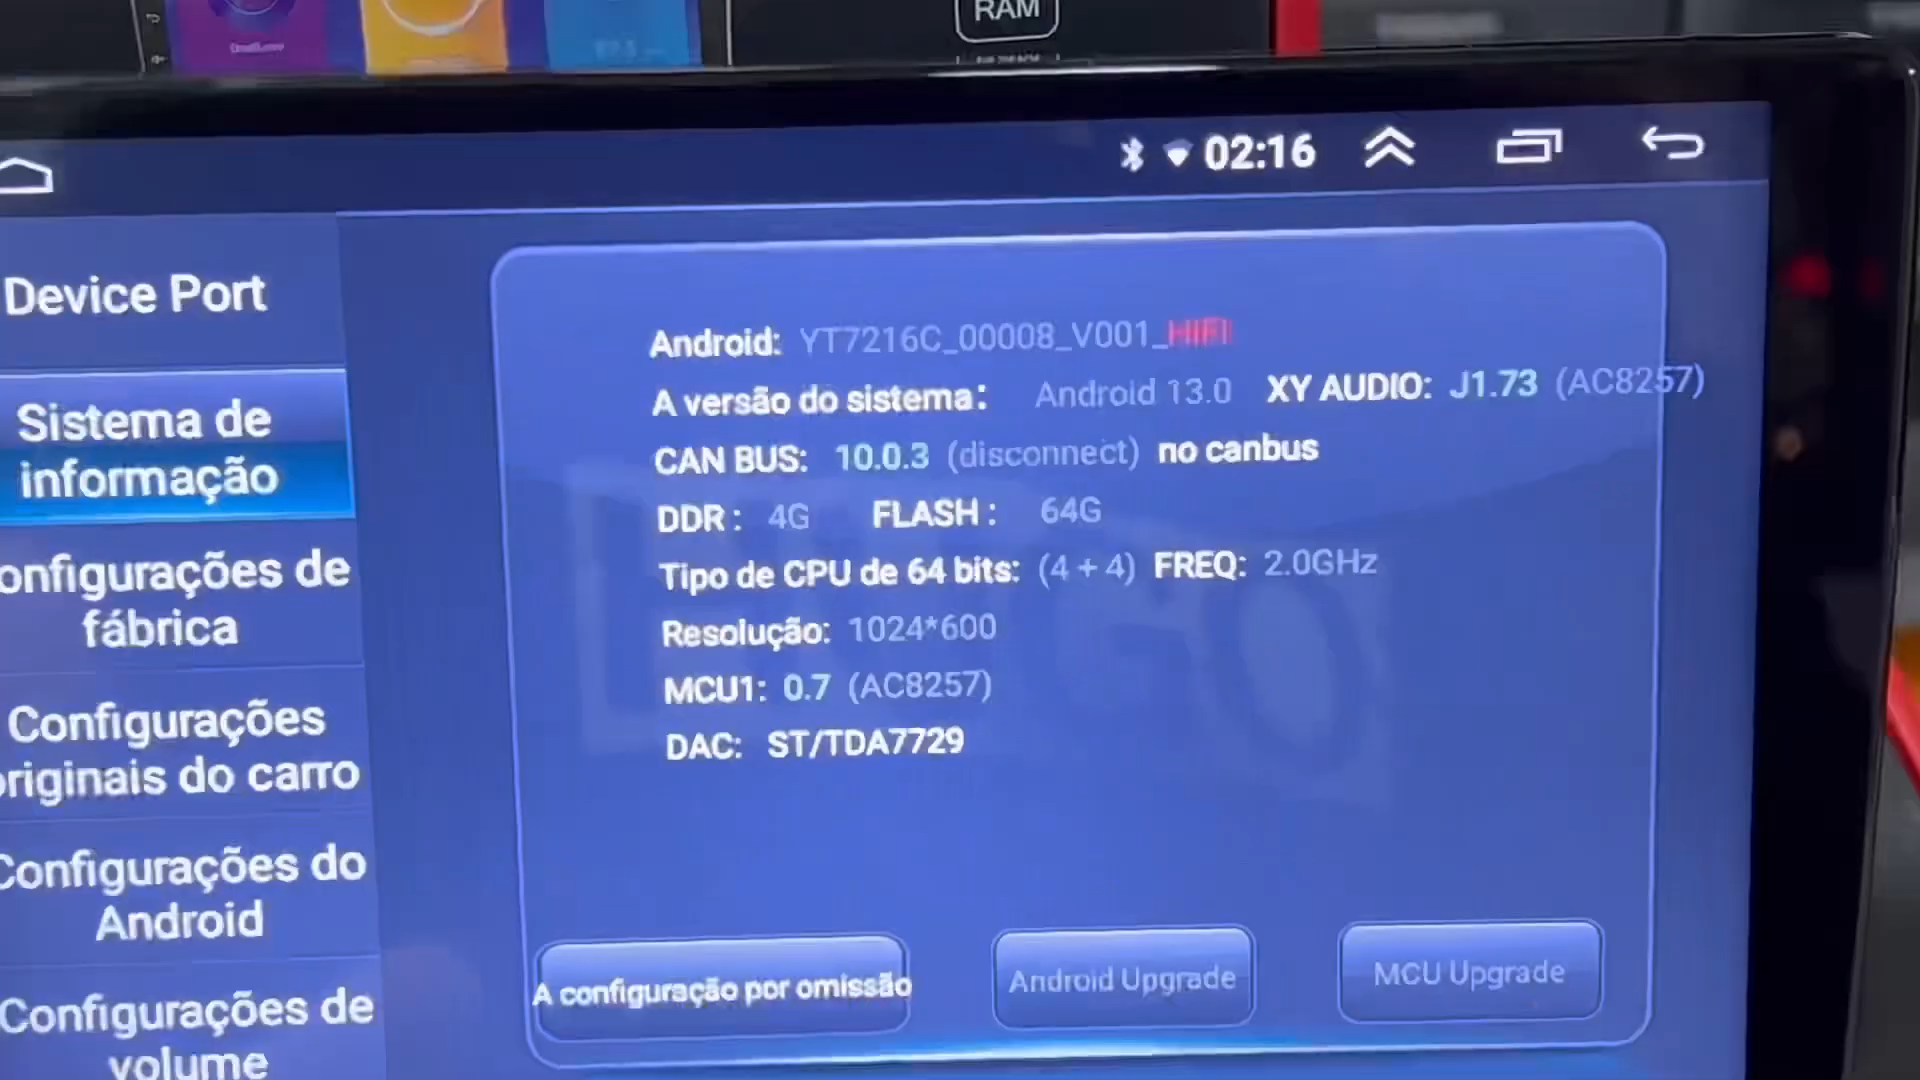 RAM
02:16
Device Port
Sistema de
informação
onfigurações de
fábrica
Configurações
originais do carro
Configurações do
Android
Configurações de
volume
Android: YT7216C_00008_V001_HIFI
A versão do sistema: Android 13.0 XY AUDIO: J1.73 (AC8257)
CAN BUS: 10.0.3 (disconnect) no canbus
DDR : 4G FLASH : 64G
Tipo de CPU de 64 bits: (4 + 4) FREQ: 2.0GHz
Resolução: 1024*600
MCU1: 0.7 (AC8257)
DAC: ST/TDA7729
A configuração por omissão
Android Upgrade
MCU Upgrade